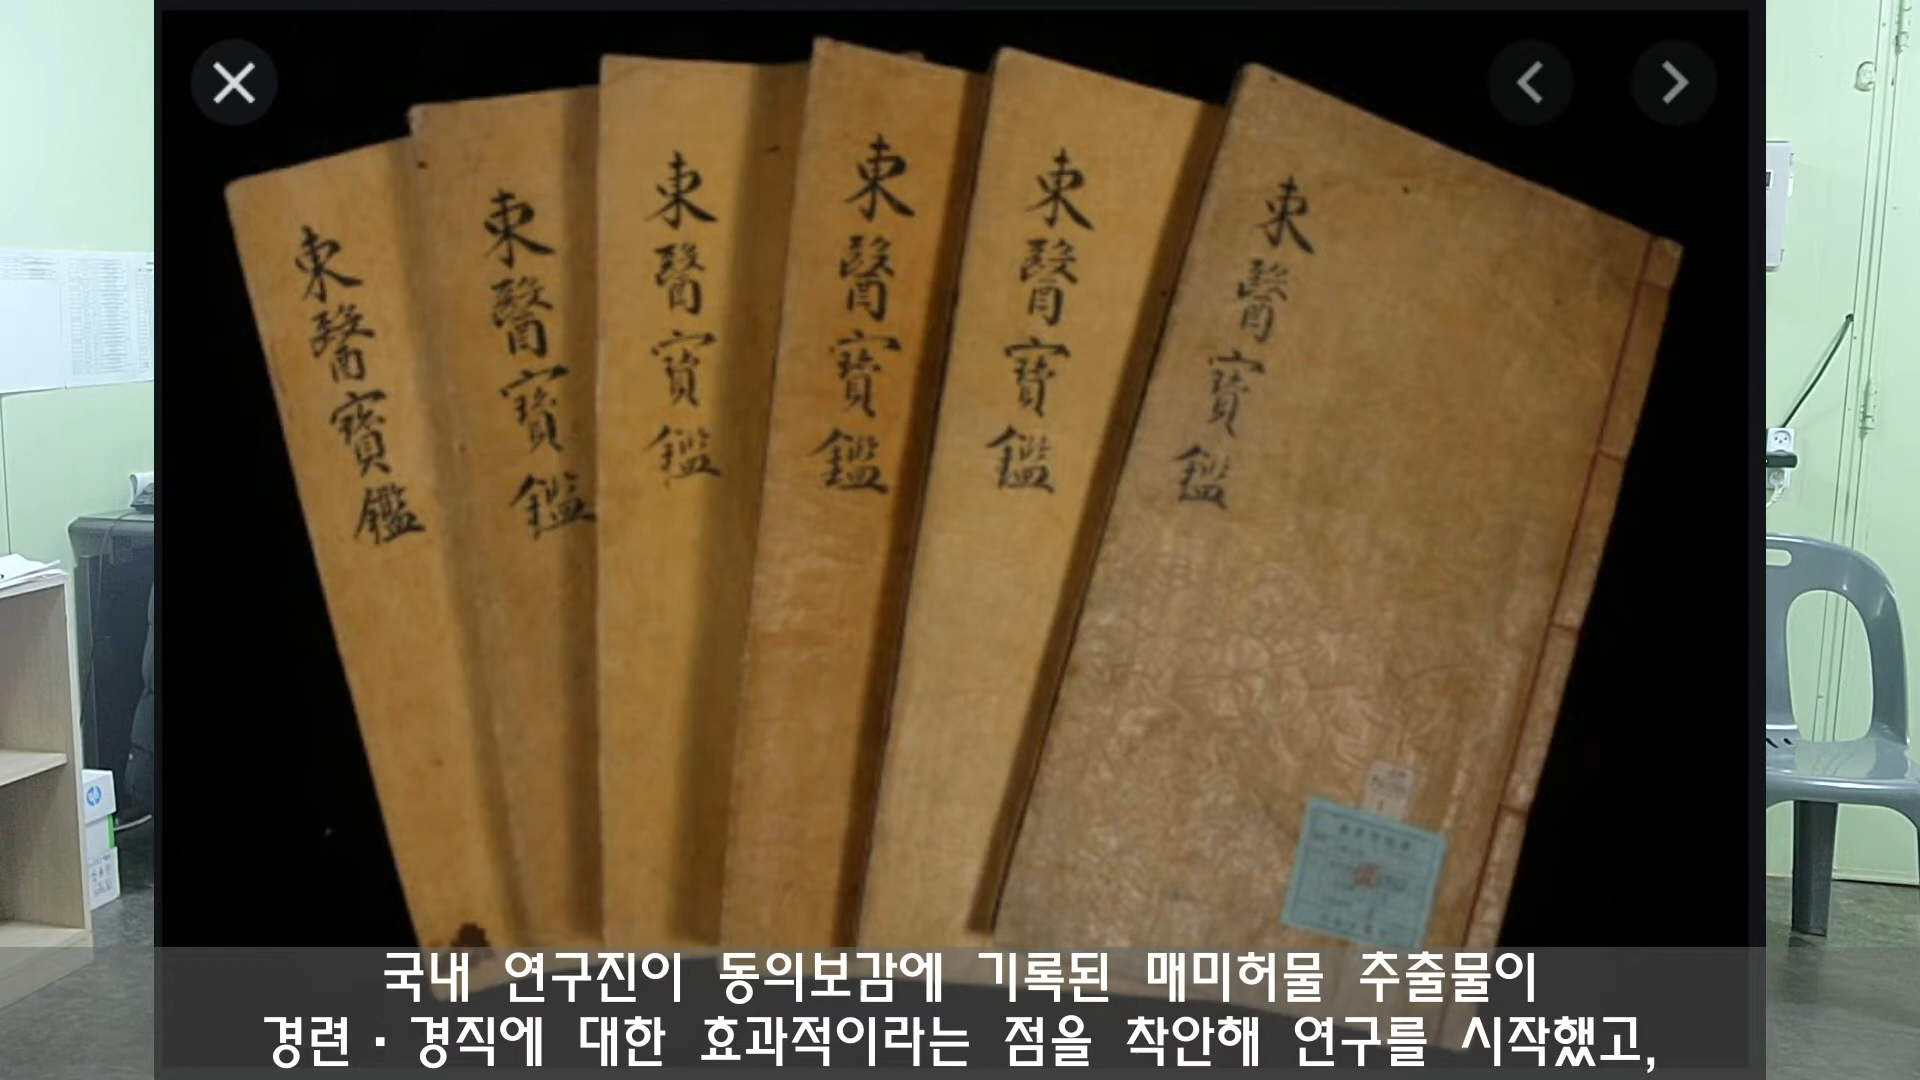 東醫寶鑑
東醫寶鑑
東醫寶鑑
東醫寶鑑
東醫寶鑑
東醫寶鑑
국내 연구진이 동의보감에 기록된 매미허물 추출물이
경련·경직에 대한 효과적이라는 점을 착안해 연구를 시작했고,